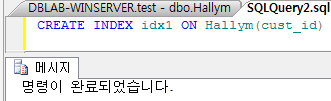 DBLAB-WINSERVER.test - dbo.Hallym
SQLQuery2.sql
CREATE INDEX idx1 ON Hallym(cust_id)
메시지
명령이 완료되었습니다.